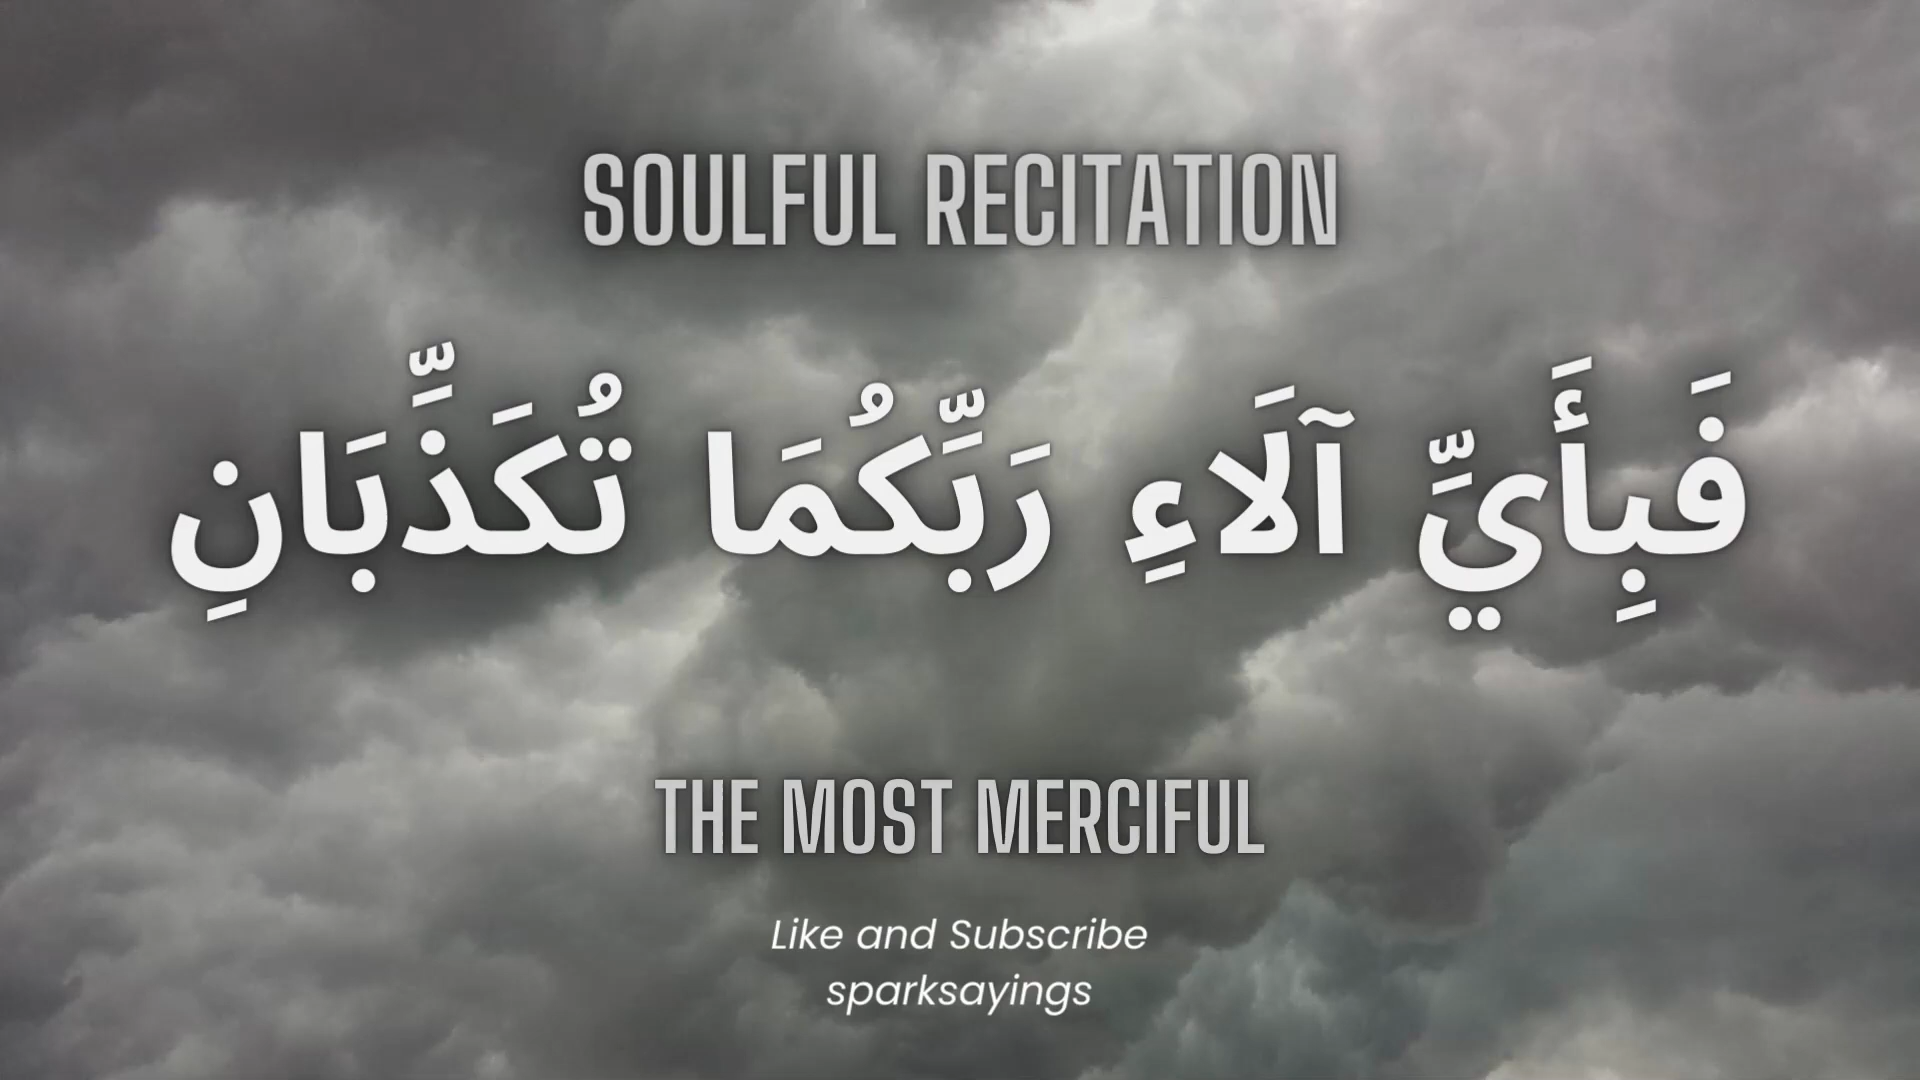 SOULFUL RECITATION
فَبِأَيِّ آلَاءِ رَبِّكُمَا تُكَذِّبَانِ
THE MOST MERCIFUL
Like and Subscribe
sparksayings